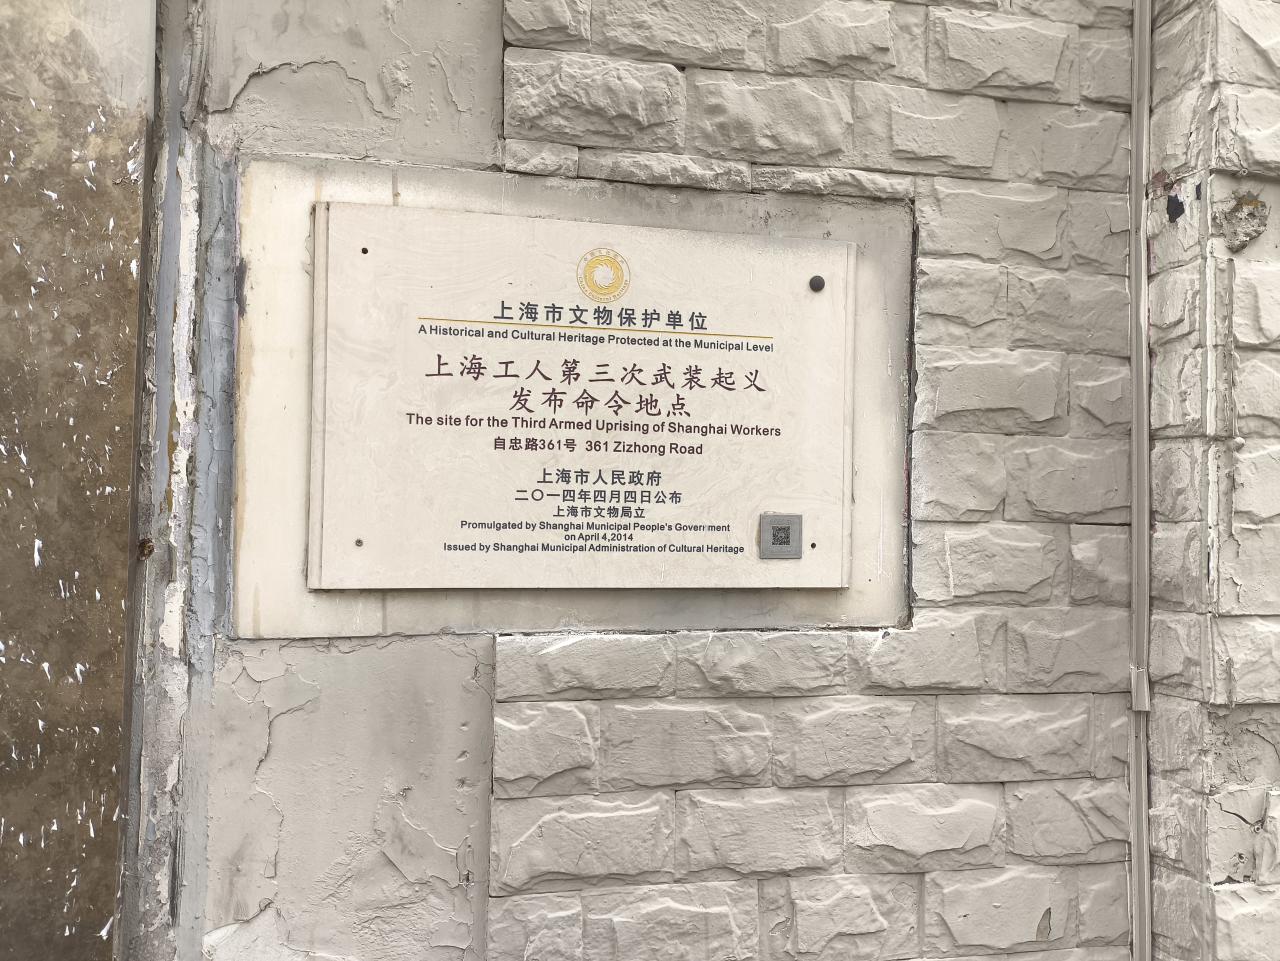 上海市文物保护单位
A Historical and Cultural Heritage Protected at the Municipal Level
上海工人第三次武装起义
发布命令地点
The site for the Third Armed Uprising of Shanghai Workers
自忠路361号 361 Zizhong Road
上海市人民政府
二〇一四年四月四日公布
上海市文物局立
Promulgated by Shanghai Municipal People's Government
on April 4,2014
Issued by Shanghai Municipal Administration of Cultural Heritage